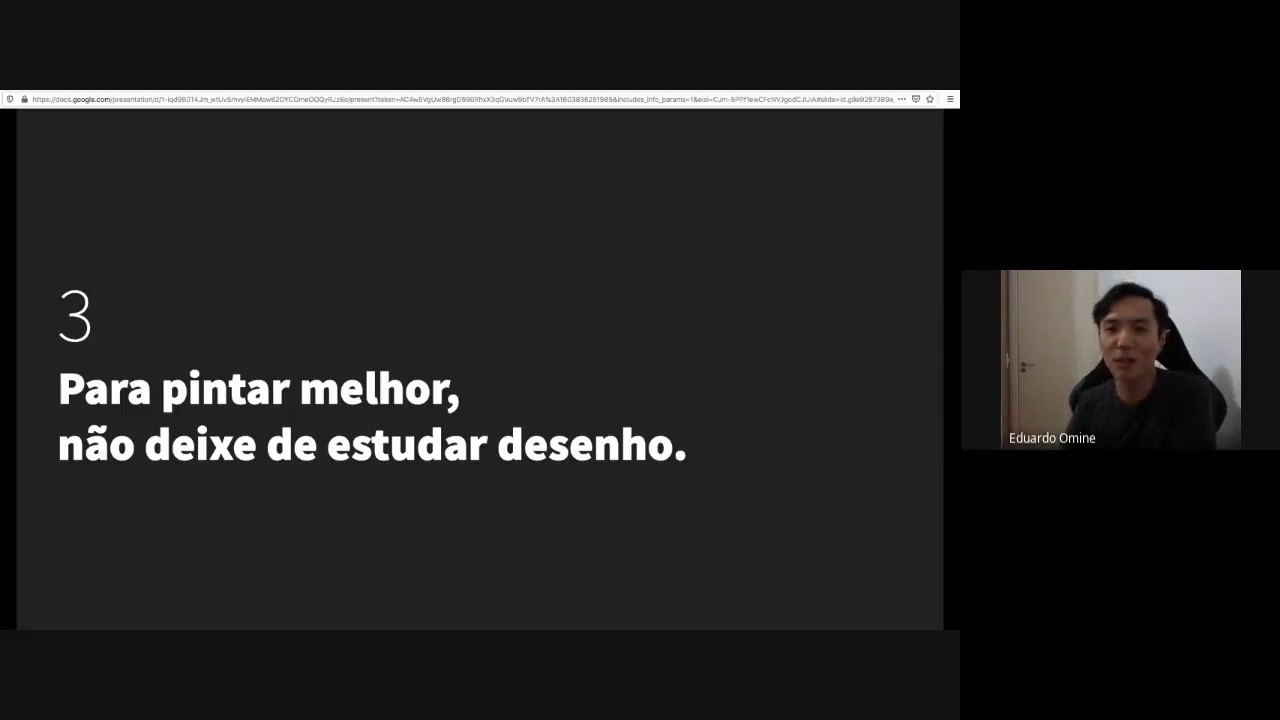 3
Para pintar melhor,
não deixe de estudar desenho.
Eduardo Omine